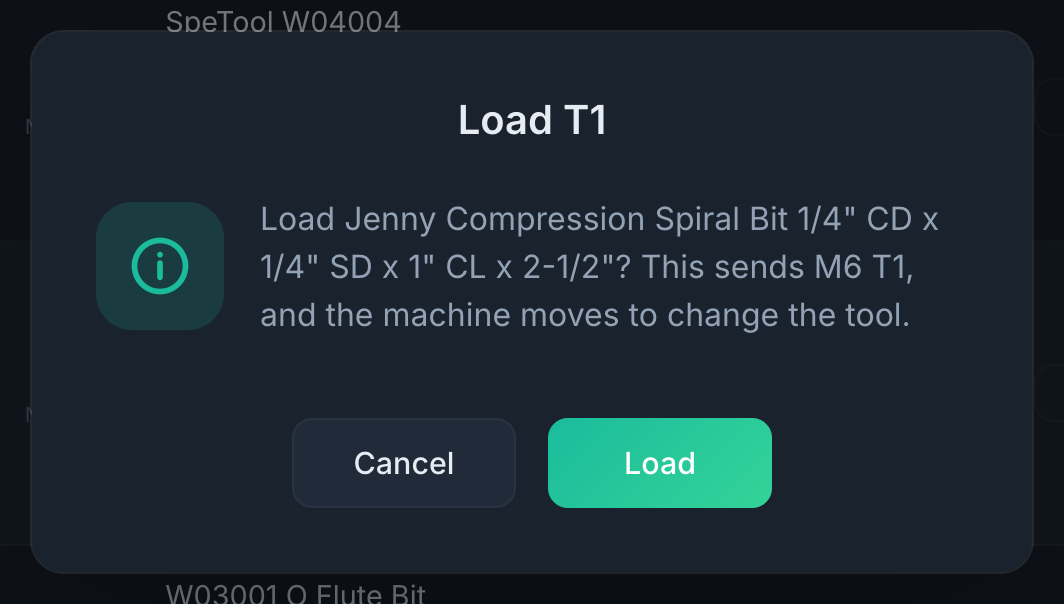 SpeTool W04004
Load T1
Load Jenny Compression Spiral Bit 1/4" CD x
1/4" SD x 1" CL x 2-1/2"? This sends M6 T1,
and the machine moves to change the tool.
Cancel
Load
W03001 O Flute Bit